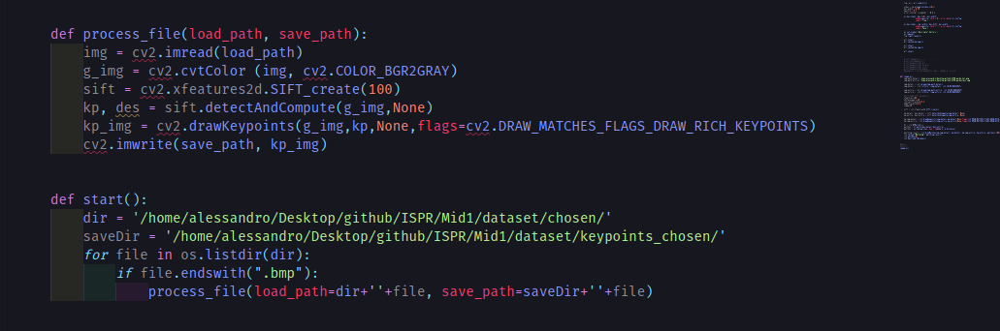 def process_file(load_path, save_path):
    img = cv2.imread(load_path)
    g_img = cv2.cvtColor (img, cv2.COLOR_BGR2GRAY)
    sift = cv2.xfeatures2d.SIFT_create(100)
    kp, des = sift.detectAndCompute(g_img,None)
    kp_img = cv2.drawKeypoints(g_img,kp,None,flags=cv2.DRAW_MATCHES_FLAGS_DRAW_RICH_KEYPOINTS)
    cv2.imwrite(save_path, kp_img)
def start():
    dir = '/home/alessandro/Desktop/github/ISPR/Mid1/dataset/chosen/'
    saveDir = '/home/alessandro/Desktop/github/ISPR/Mid1/dataset/keypoints_chosen/'
    for file in os.listdir(dir):
        if file.endswith(".bmp"):
            process_file(load_path=dir+''+file, save_path=saveDir+''+file)